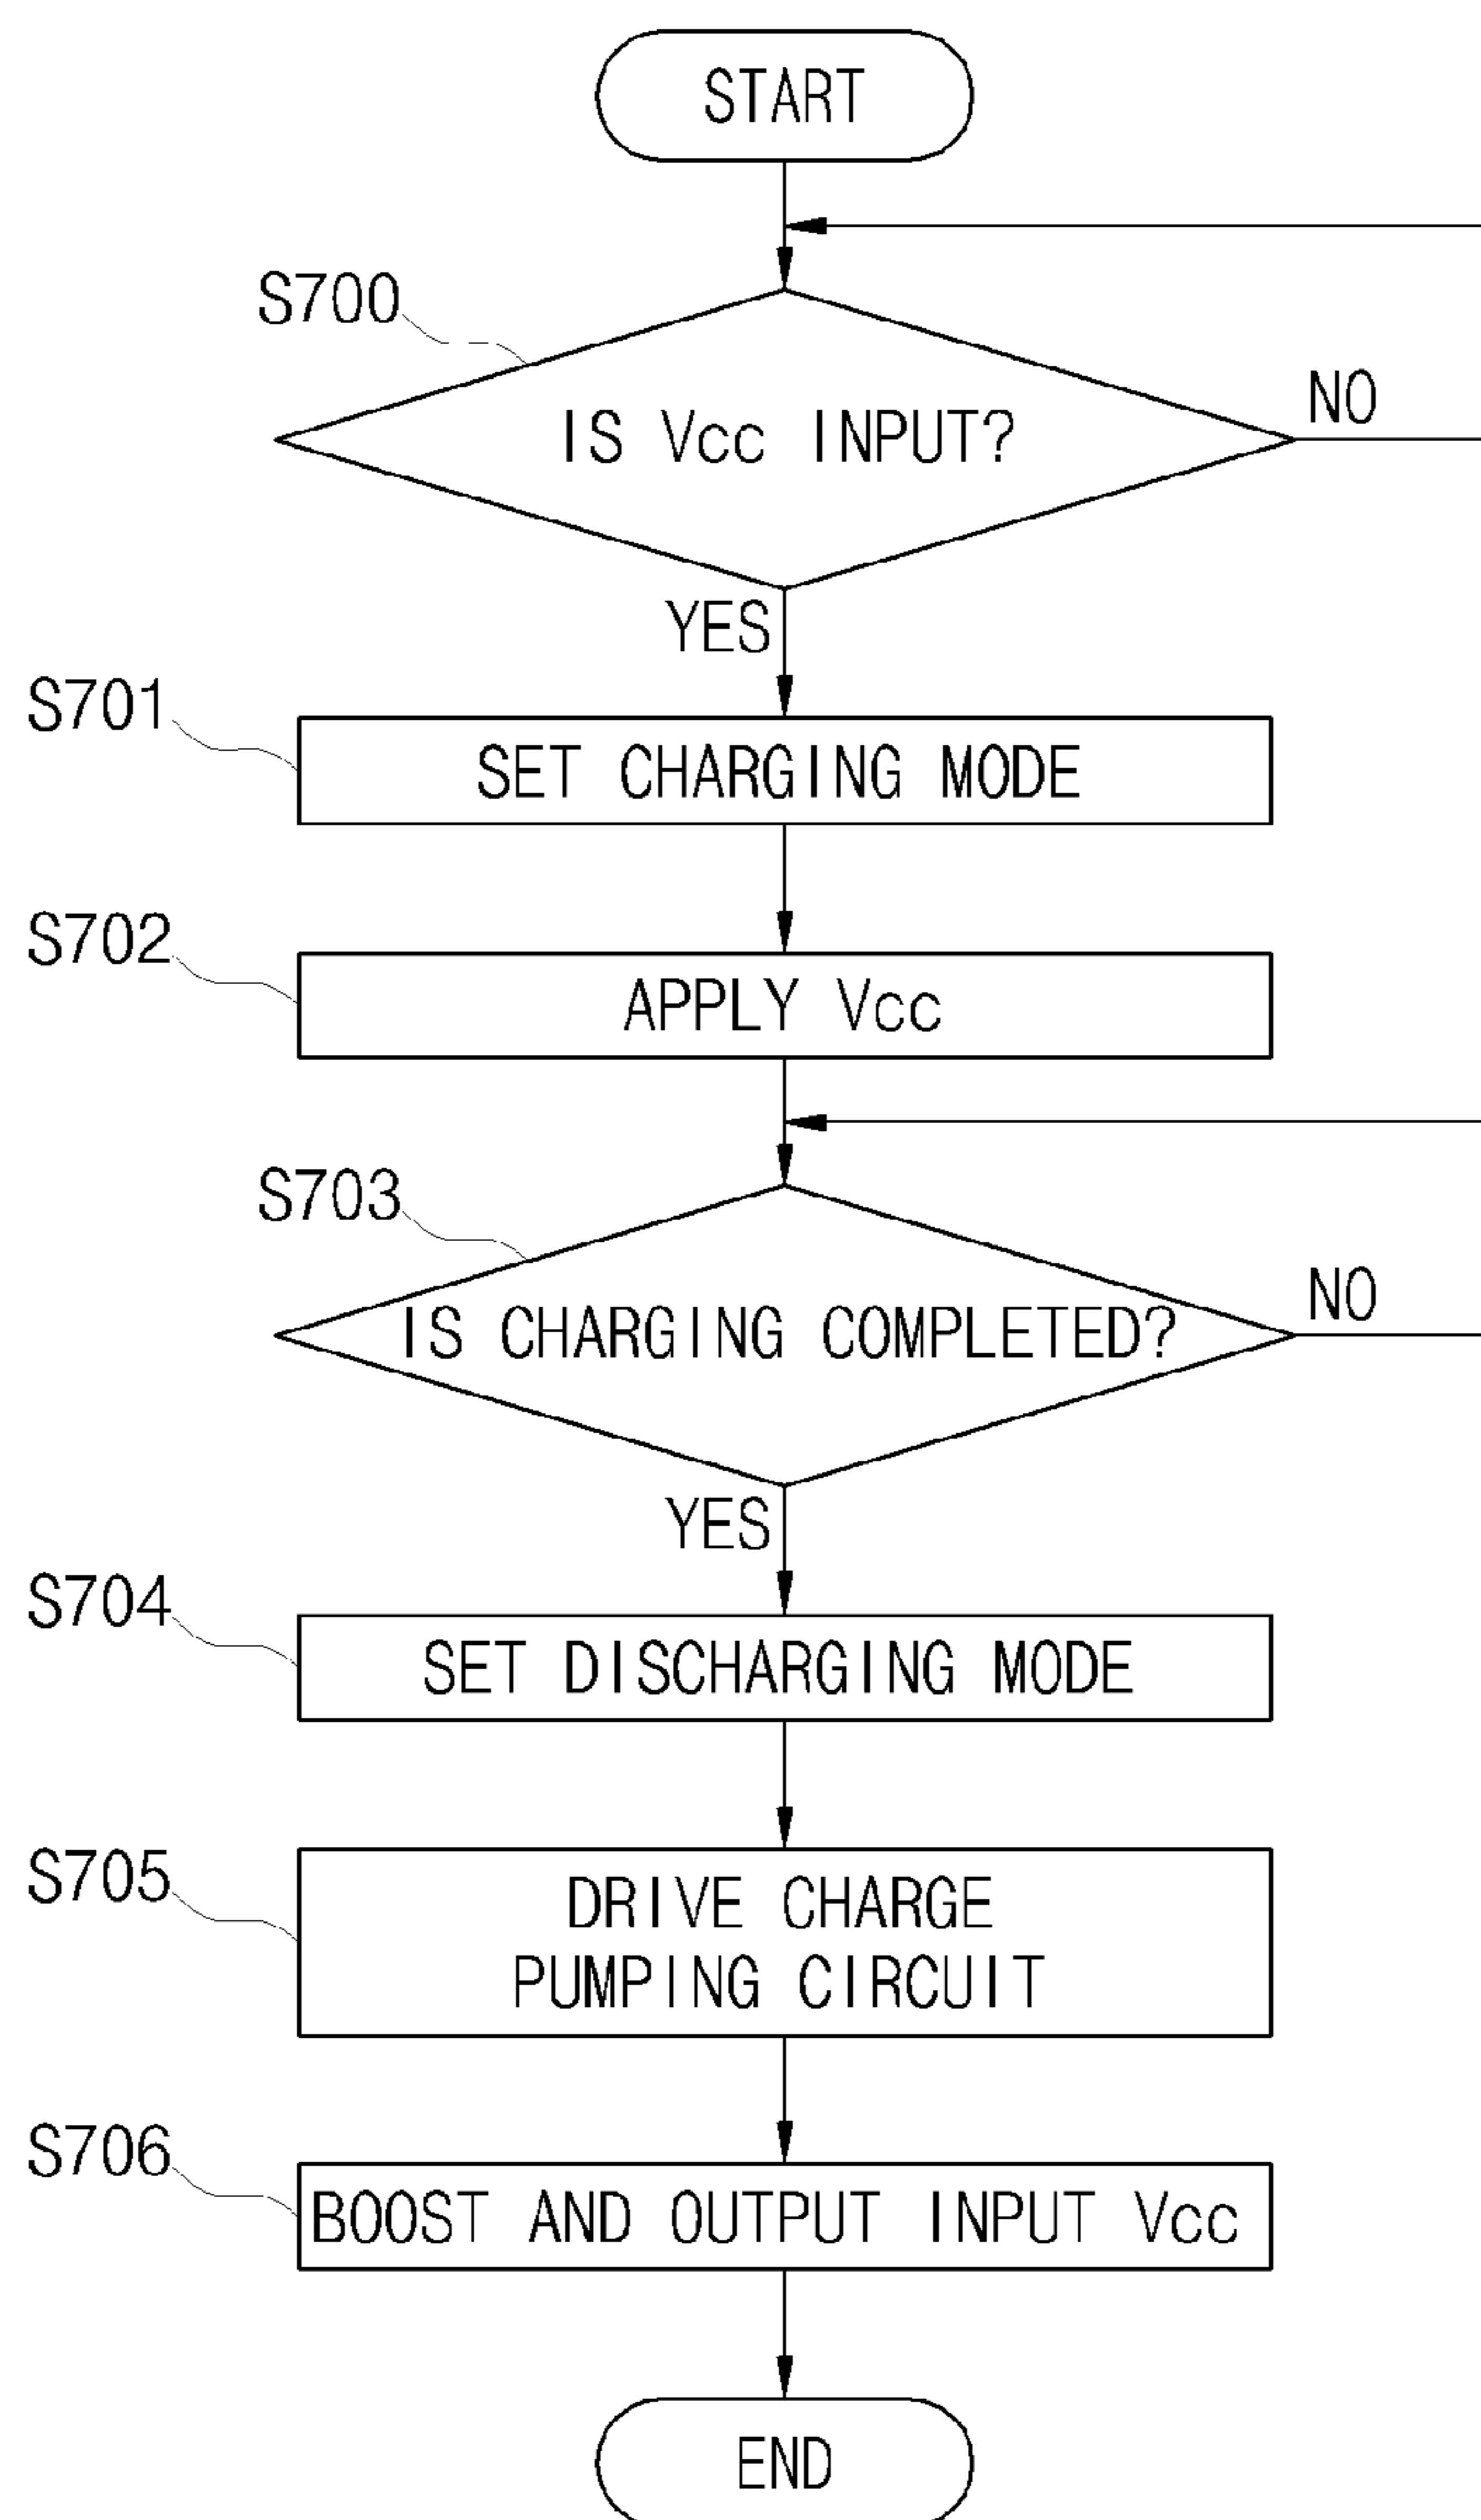 START
S700
IS Vcc INPUT?
NO
YES
S701
SET CHARGING MODE
S702
APPLY Vcc
S703
IS CHARGING COMPLETED?
NO
YES
S704
SET DISCHARGING MODE
S705
DRIVE CHARGE
PUMPING CIRCUIT
S706
BOOST AND OUTPUT INPUT Vcc
END